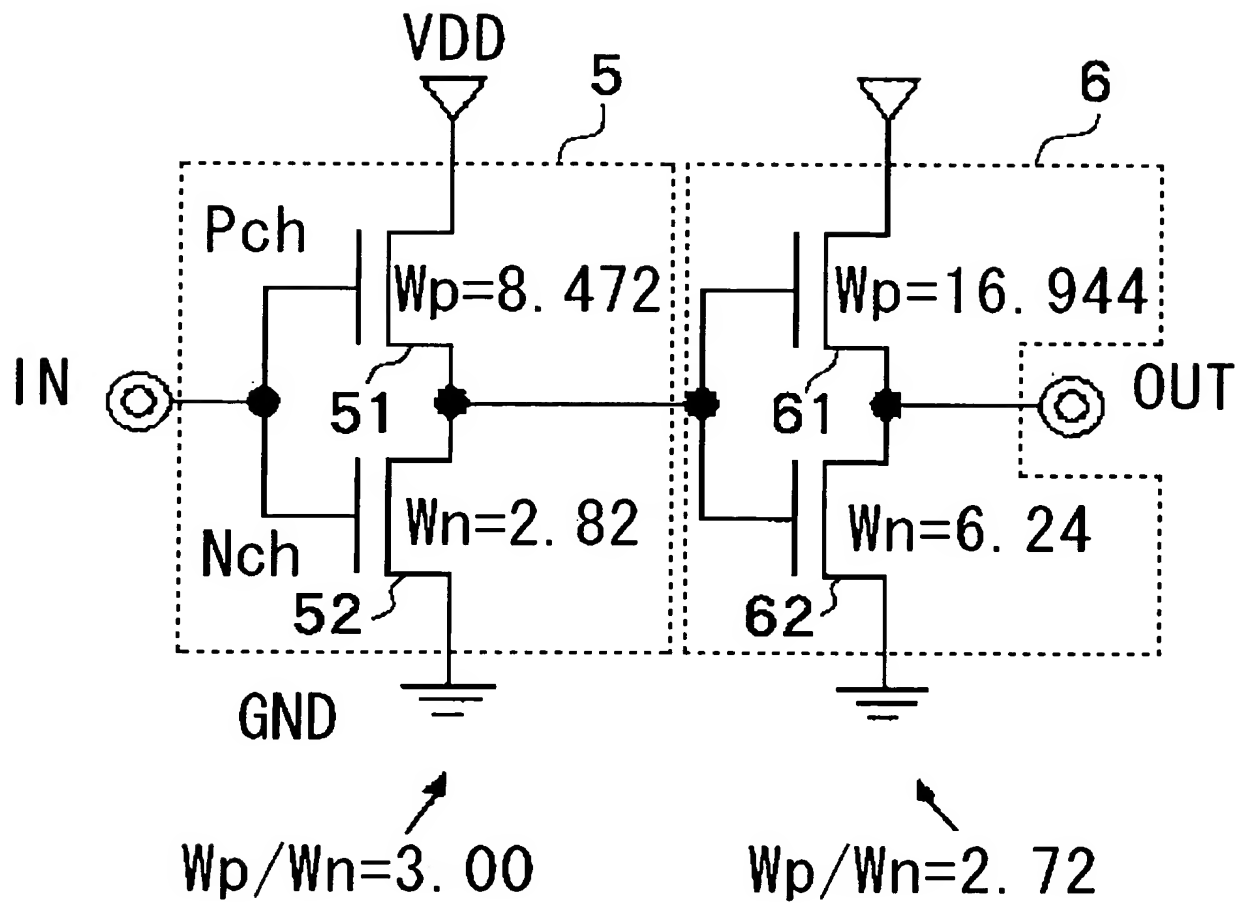 VDD
5
6
Pch
Wp=8.472
Wp=16.944
IN
51
61
OUT
Nch
Wn=2.82
Wn=6.24
52
62
GND
Wp/Wn=3.00
Wp/Wn=2.72